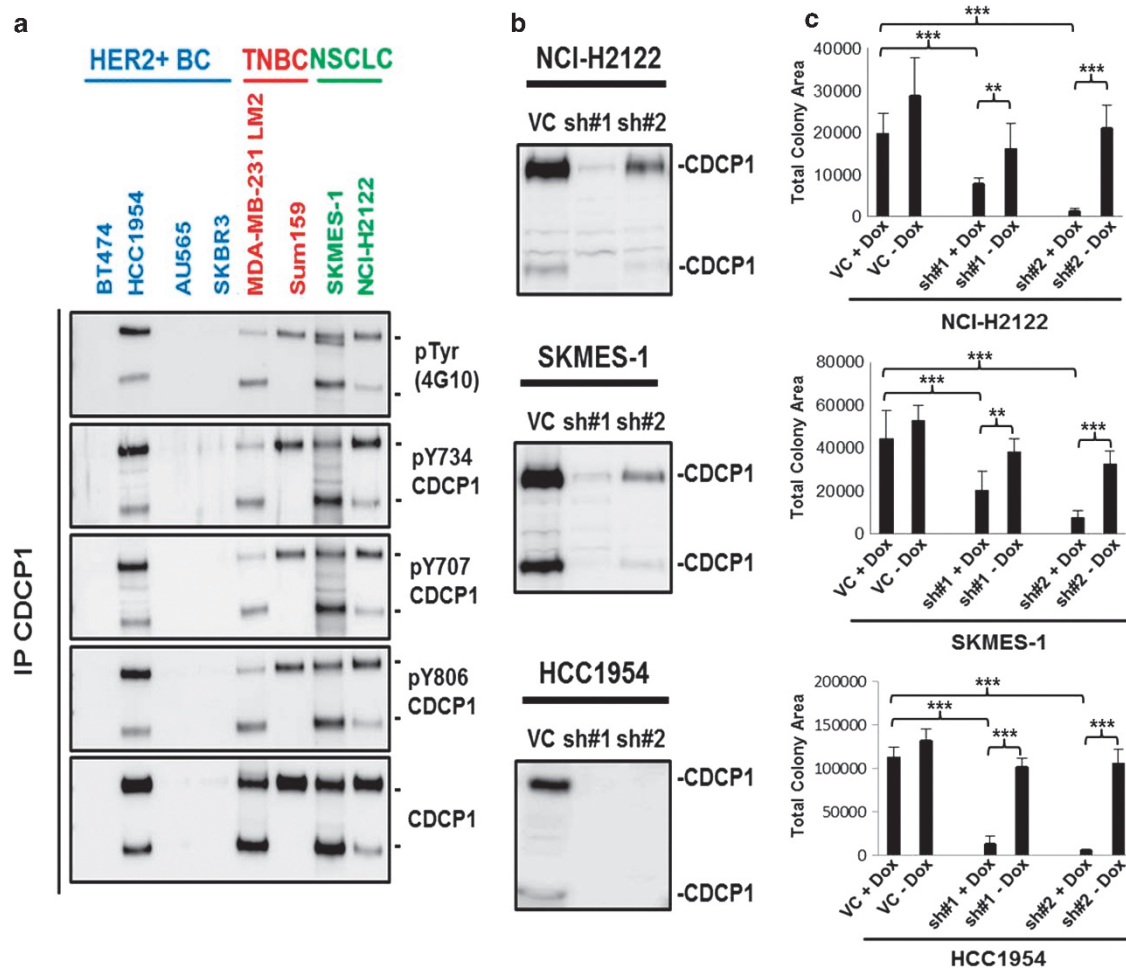 a
HER2+ BC TNBC NSCLC
BT474
HCC1954
AU565
SKBR3
MDA-MB-231 LM2
Sum159
SKMES-1
NCI-H2122
IP CDCP1
pTyr
(4G10)
pY734
CDCP1
pY707
CDCP1
pY806
CDCP1
CDCP1
b
NCI-H2122
VC sh#1 sh#2
-CDCP1
-CDCP1
SKMES-1
VC sh#1 sh#2
-CDCP1
-CDCP1
HCC1954
VC sh#1 sh#2
-CDCP1
-CDCP1
c
Total Colony Area
40000
30000
20000
10000
0
***
***
**
***
VC + Dox
VC - Dox
sh#1 + Dox
sh#1 - Dox
sh#2 + Dox
sh#2 - Dox
NCI-H2122
Total Colony Area
80000
60000
40000
20000
0
***
***
**
***
VC + Dox
VC - Dox
sh#1 + Dox
sh#1 - Dox
sh#2 + Dox
sh#2 - Dox
SKMES-1
Total Colony Area
200000
150000
100000
50000
0
***
***
***
***
VC + Dox
VC - Dox
sh#1 + Dox
sh#1 - Dox
sh#2 + Dox
sh#2 - Dox
HCC1954